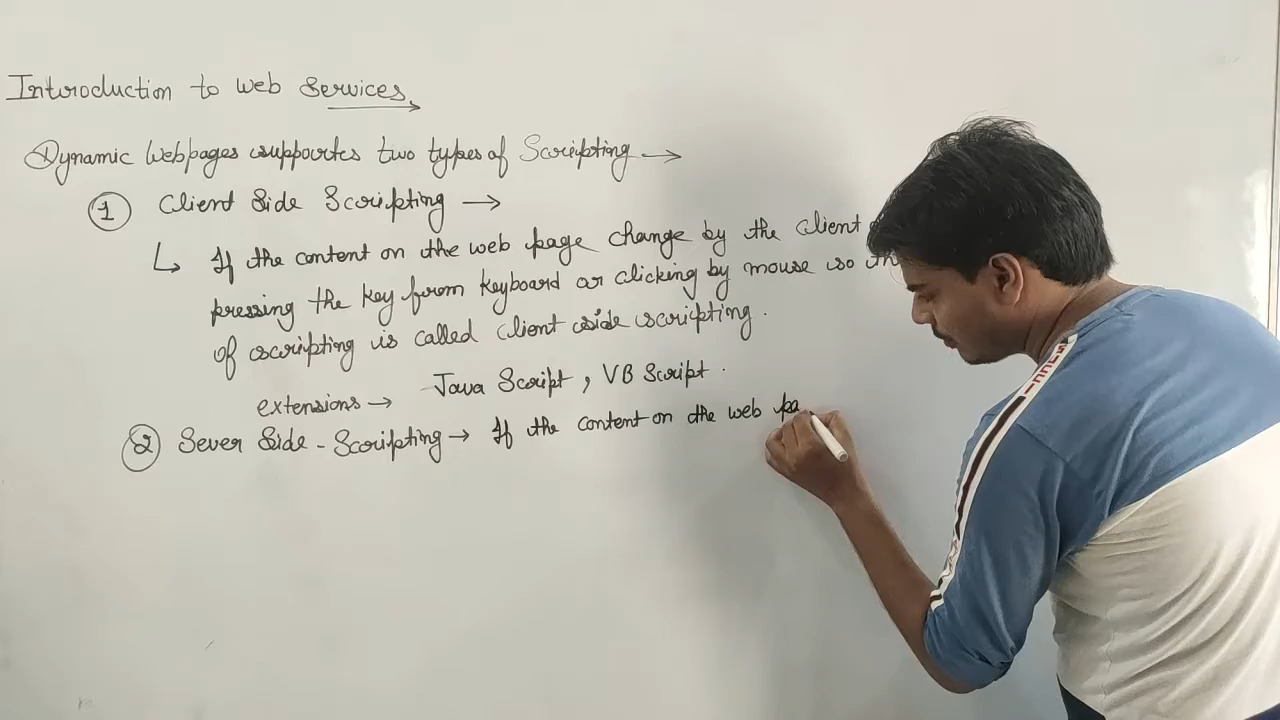 Introduction to Web Services
Dynamic Webpages supportes two types of Scripting →
1 Client Side Scripting →
↳ If the content on the web page change by the client
pressing the key from keyboard or clicking by mouse so th
of scripting is called client side scripting.
extensions → Java Script, VB Script.
2 Sever Side - Scripting → If the content on the web pa